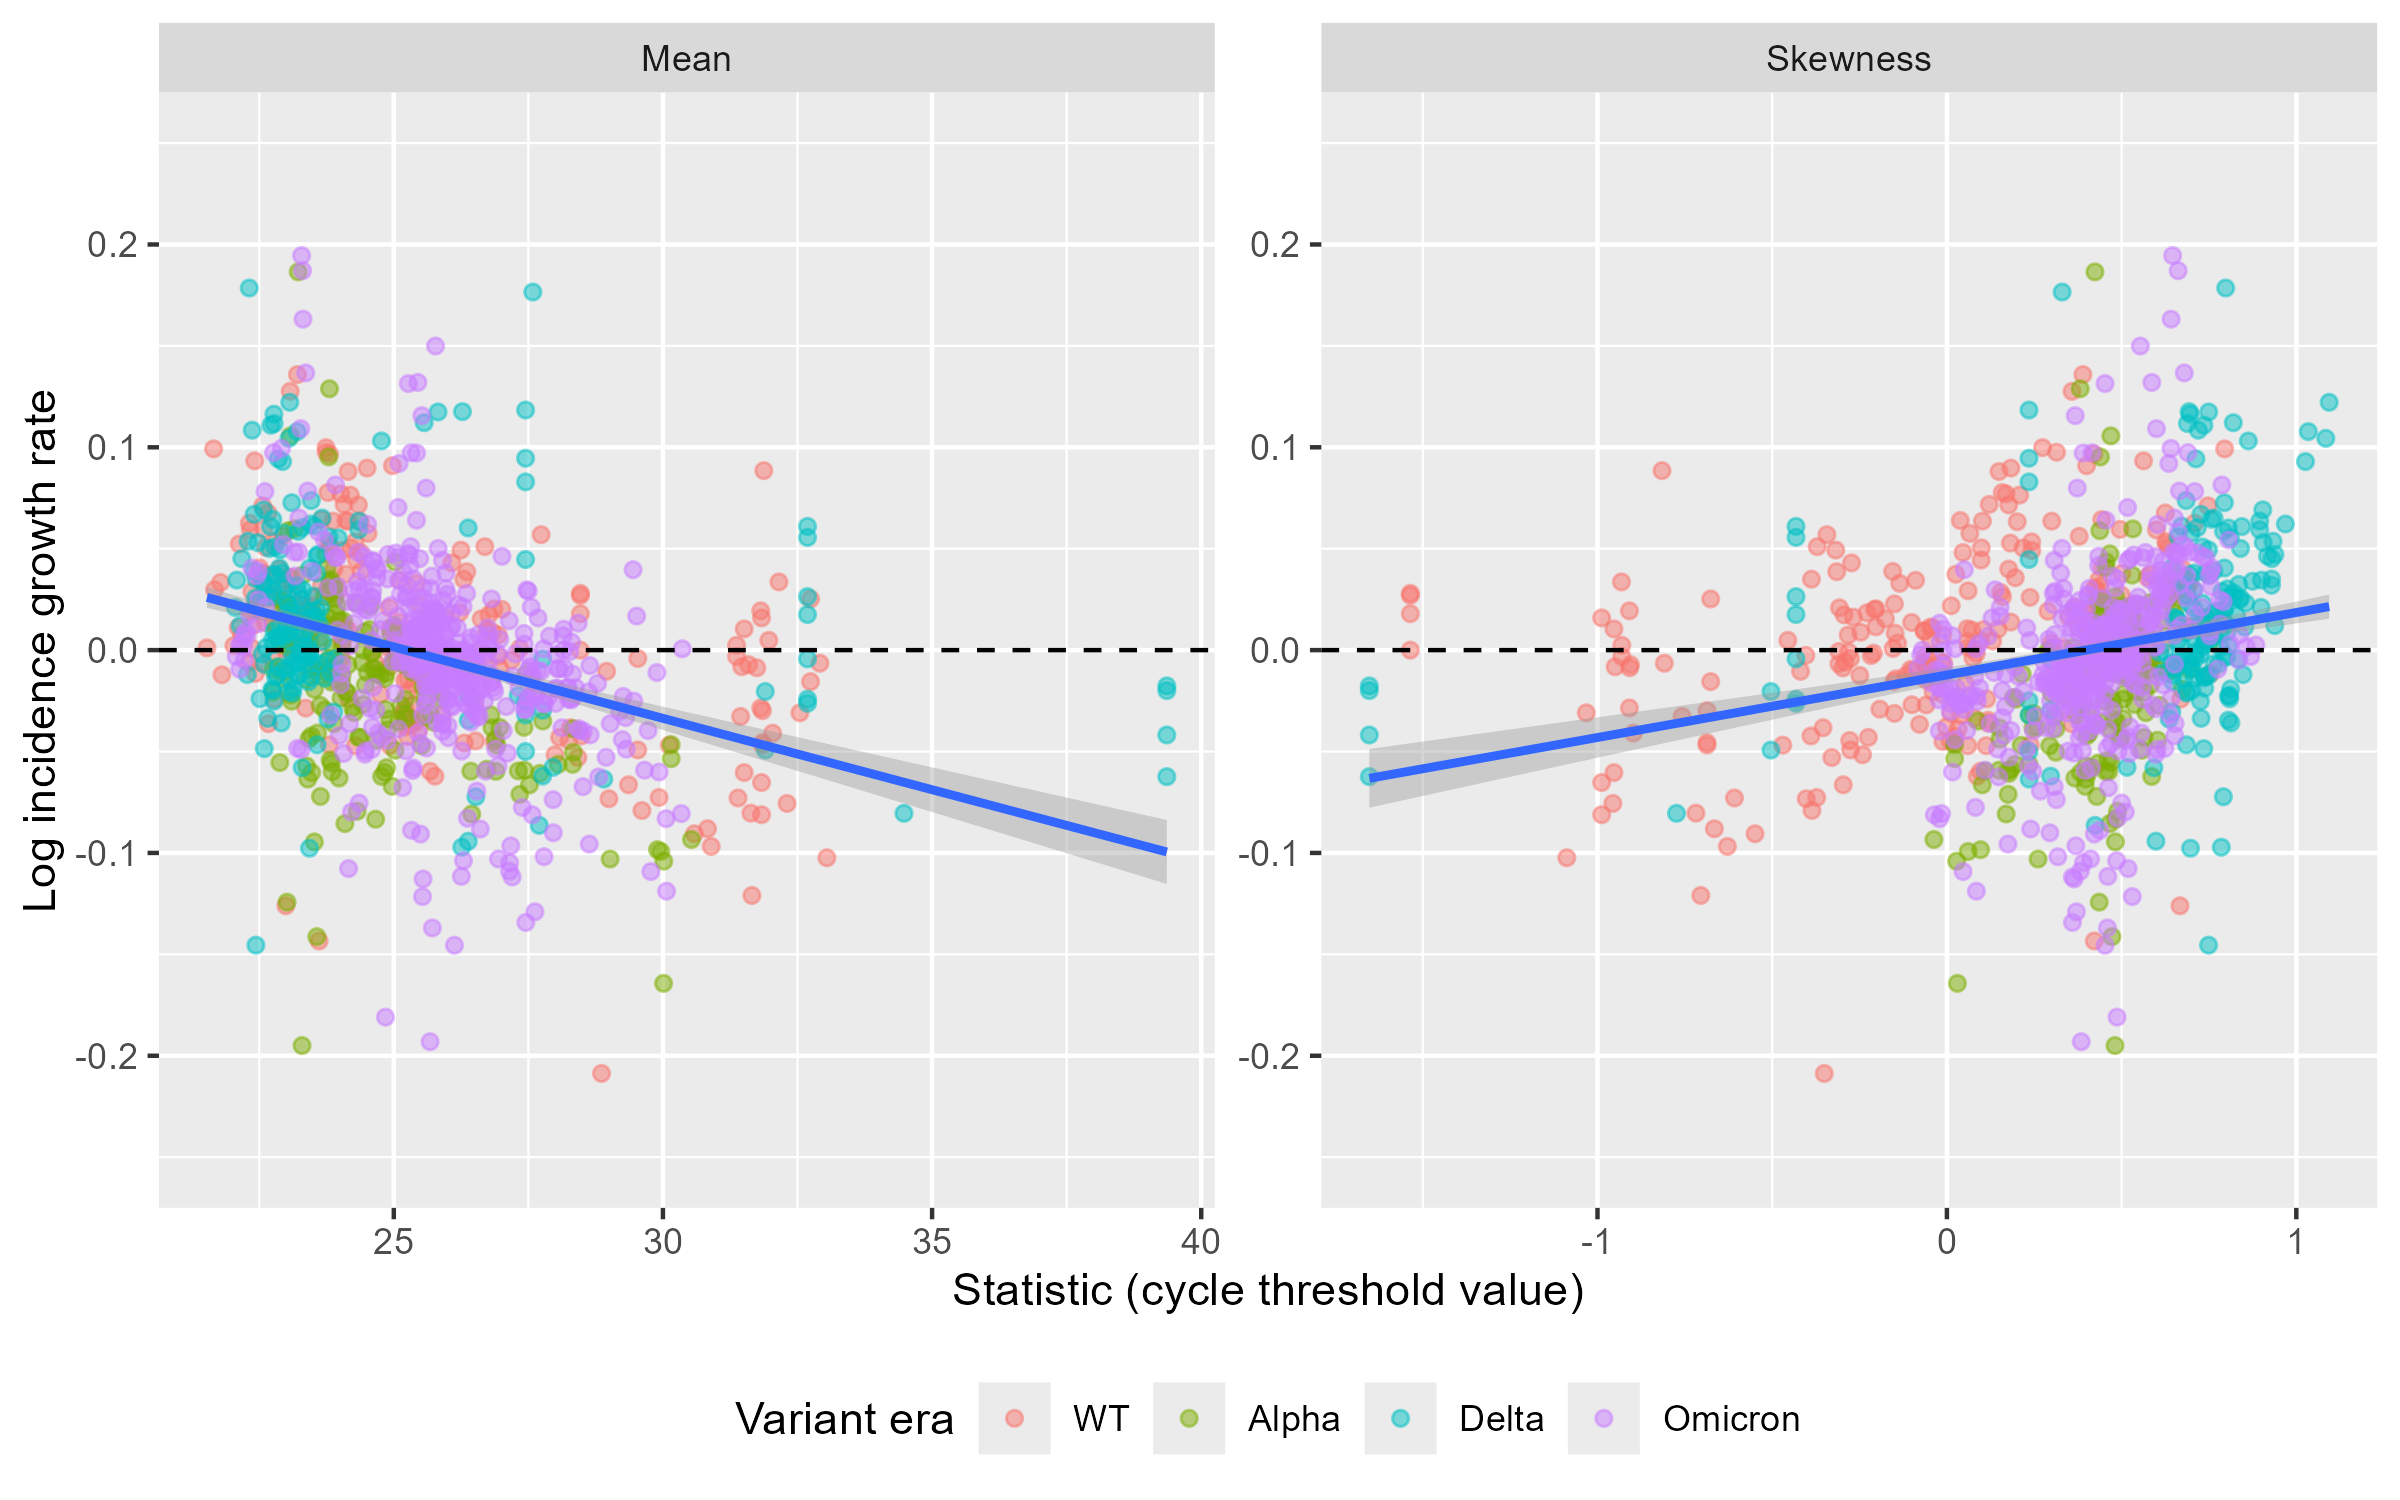 Mean Skewness
Log incidence growth rate
0.2
0.1
0.0
-0.1
-0.2
0.2
0.1
0.0
-0.1
-0.2
25 30 35 40
-1 0 1
Statistic (cycle threshold value)
Variant era WT Alpha Delta Omicron